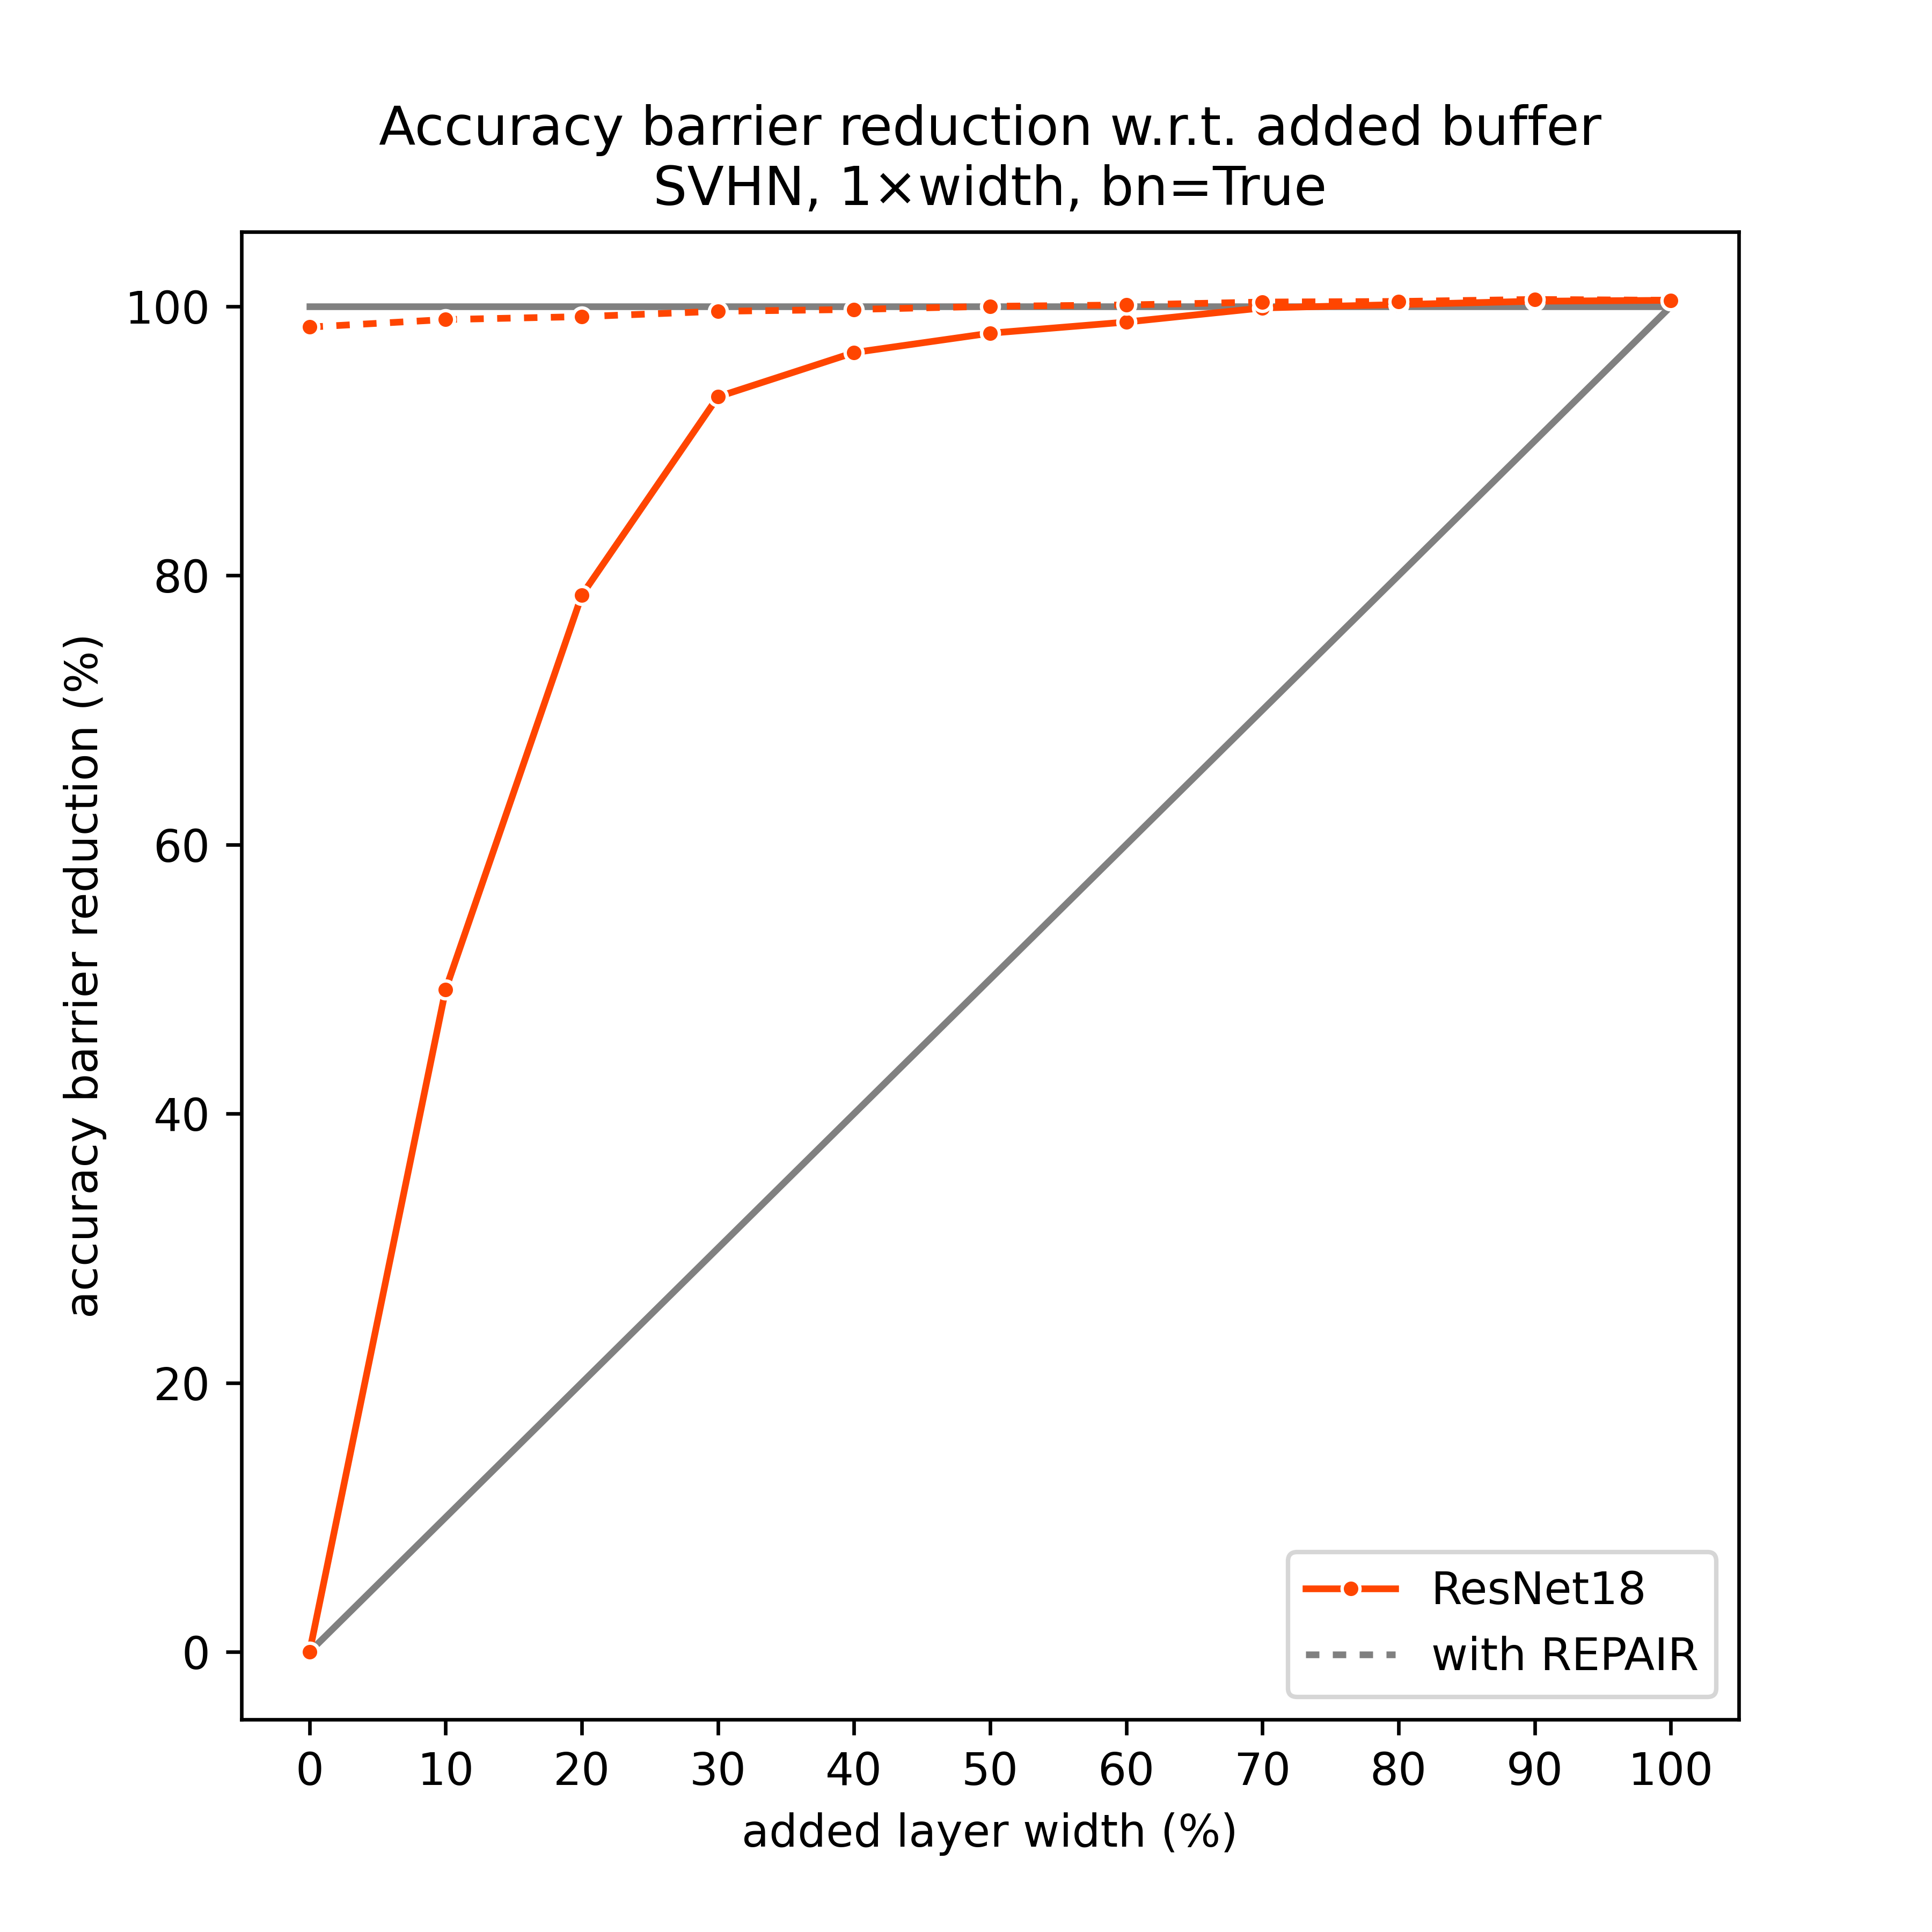 Accuracy barrier reduction w.r.t. added buffer
SVHN, 1×width, bn=True
accuracy barrier reduction (%)
100
80
60
40
20
0
0 10 20 30 40 50 60 70 80 90 100
added layer width (%)
ResNet18
with REPAIR